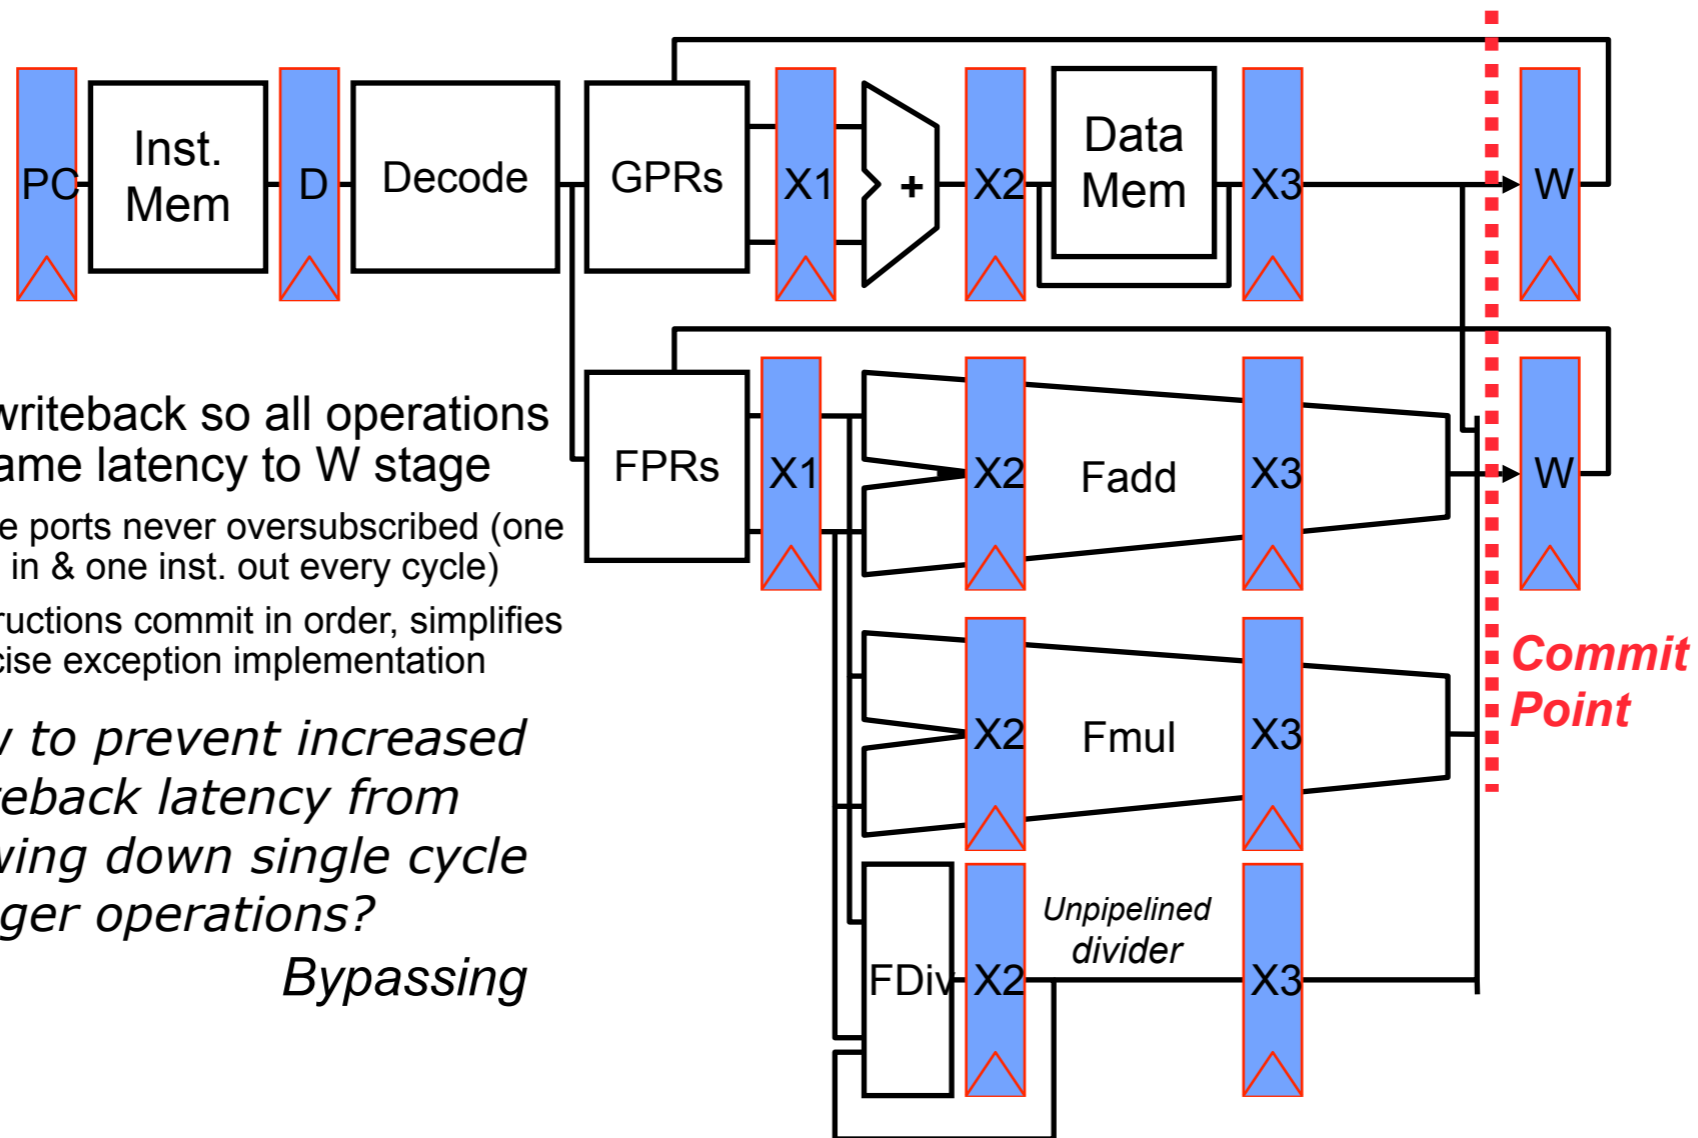 PC
Inst.
Mem
D
Decode
GPRs
X1
+
X2
Data
Mem
X3
W
writeback so all operations
ame latency to W stage
FPRs
X1
X2
Fadd
X3
W
e ports never oversubscribed (one
in & one inst. out every cycle)
ructions commit in order, simplifies
cise exception implementation
Commit
Point
to prevent increased
eback latency from
wing down single cycle
ger operations?
Bypassing
X2
Fmul
X3
FDiv
X2
Unpipelined
divider
X3